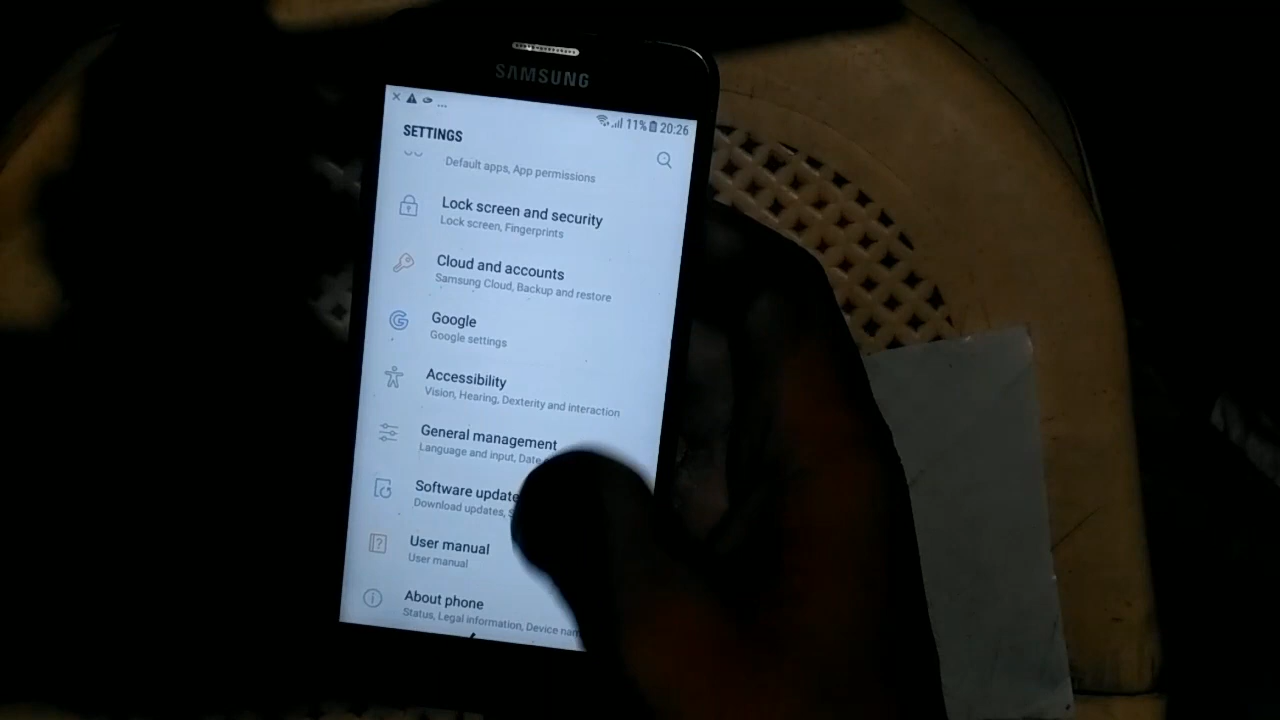 SAMSUNG
... 11% 20:26
SETTINGS
Default apps, App permissions
Lock screen and security
Lock screen, Fingerprints
Cloud and accounts
Samsung Cloud, Backup and restore
Google
Google settings
Accessibility
Vision, Hearing, Dexterity and interaction
General management
Language and input, Date
Software update
Download updates, S
User manual
User manual
About phone
Status, Legal information, Device nam